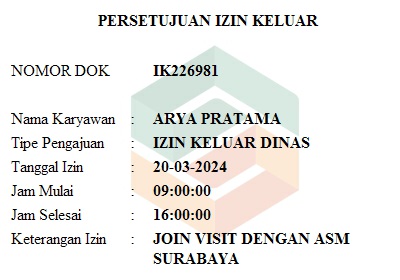 PERSETUJUAN IZIN KELUAR
NOMOR DOK IK226981
Nama Karyawan : ARYA PRATAMA
Tipe Pengajuan : IZIN KELUAR DINAS
Tanggal Izin : 20-03-2024
Jam Mulai : 09:00:00
Jam Selesai : 16:00:00
Keterangan Izin : JOIN VISIT DENGAN ASM
SURABAYA